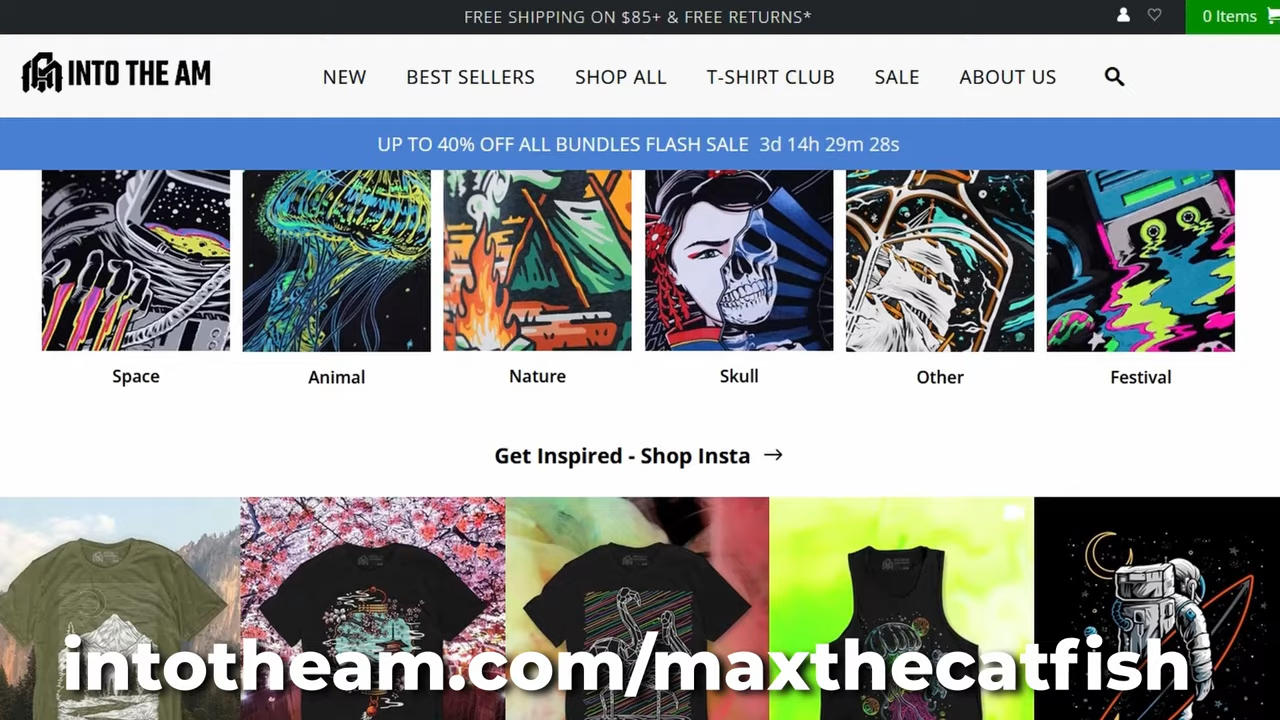 FREE SHIPPING ON $85+ & FREE RETURNS*
0 Items
INTO THE AM
NEW BEST SELLERS SHOP ALL T-SHIRT CLUB SALE ABOUT US
UP TO 40% OFF ALL BUNDLES FLASH SALE 3d 14h 29m 28s
Space Animal Nature Skull Other Festival
Get Inspired - Shop Insta →
intotheam.com/maxthecatfish